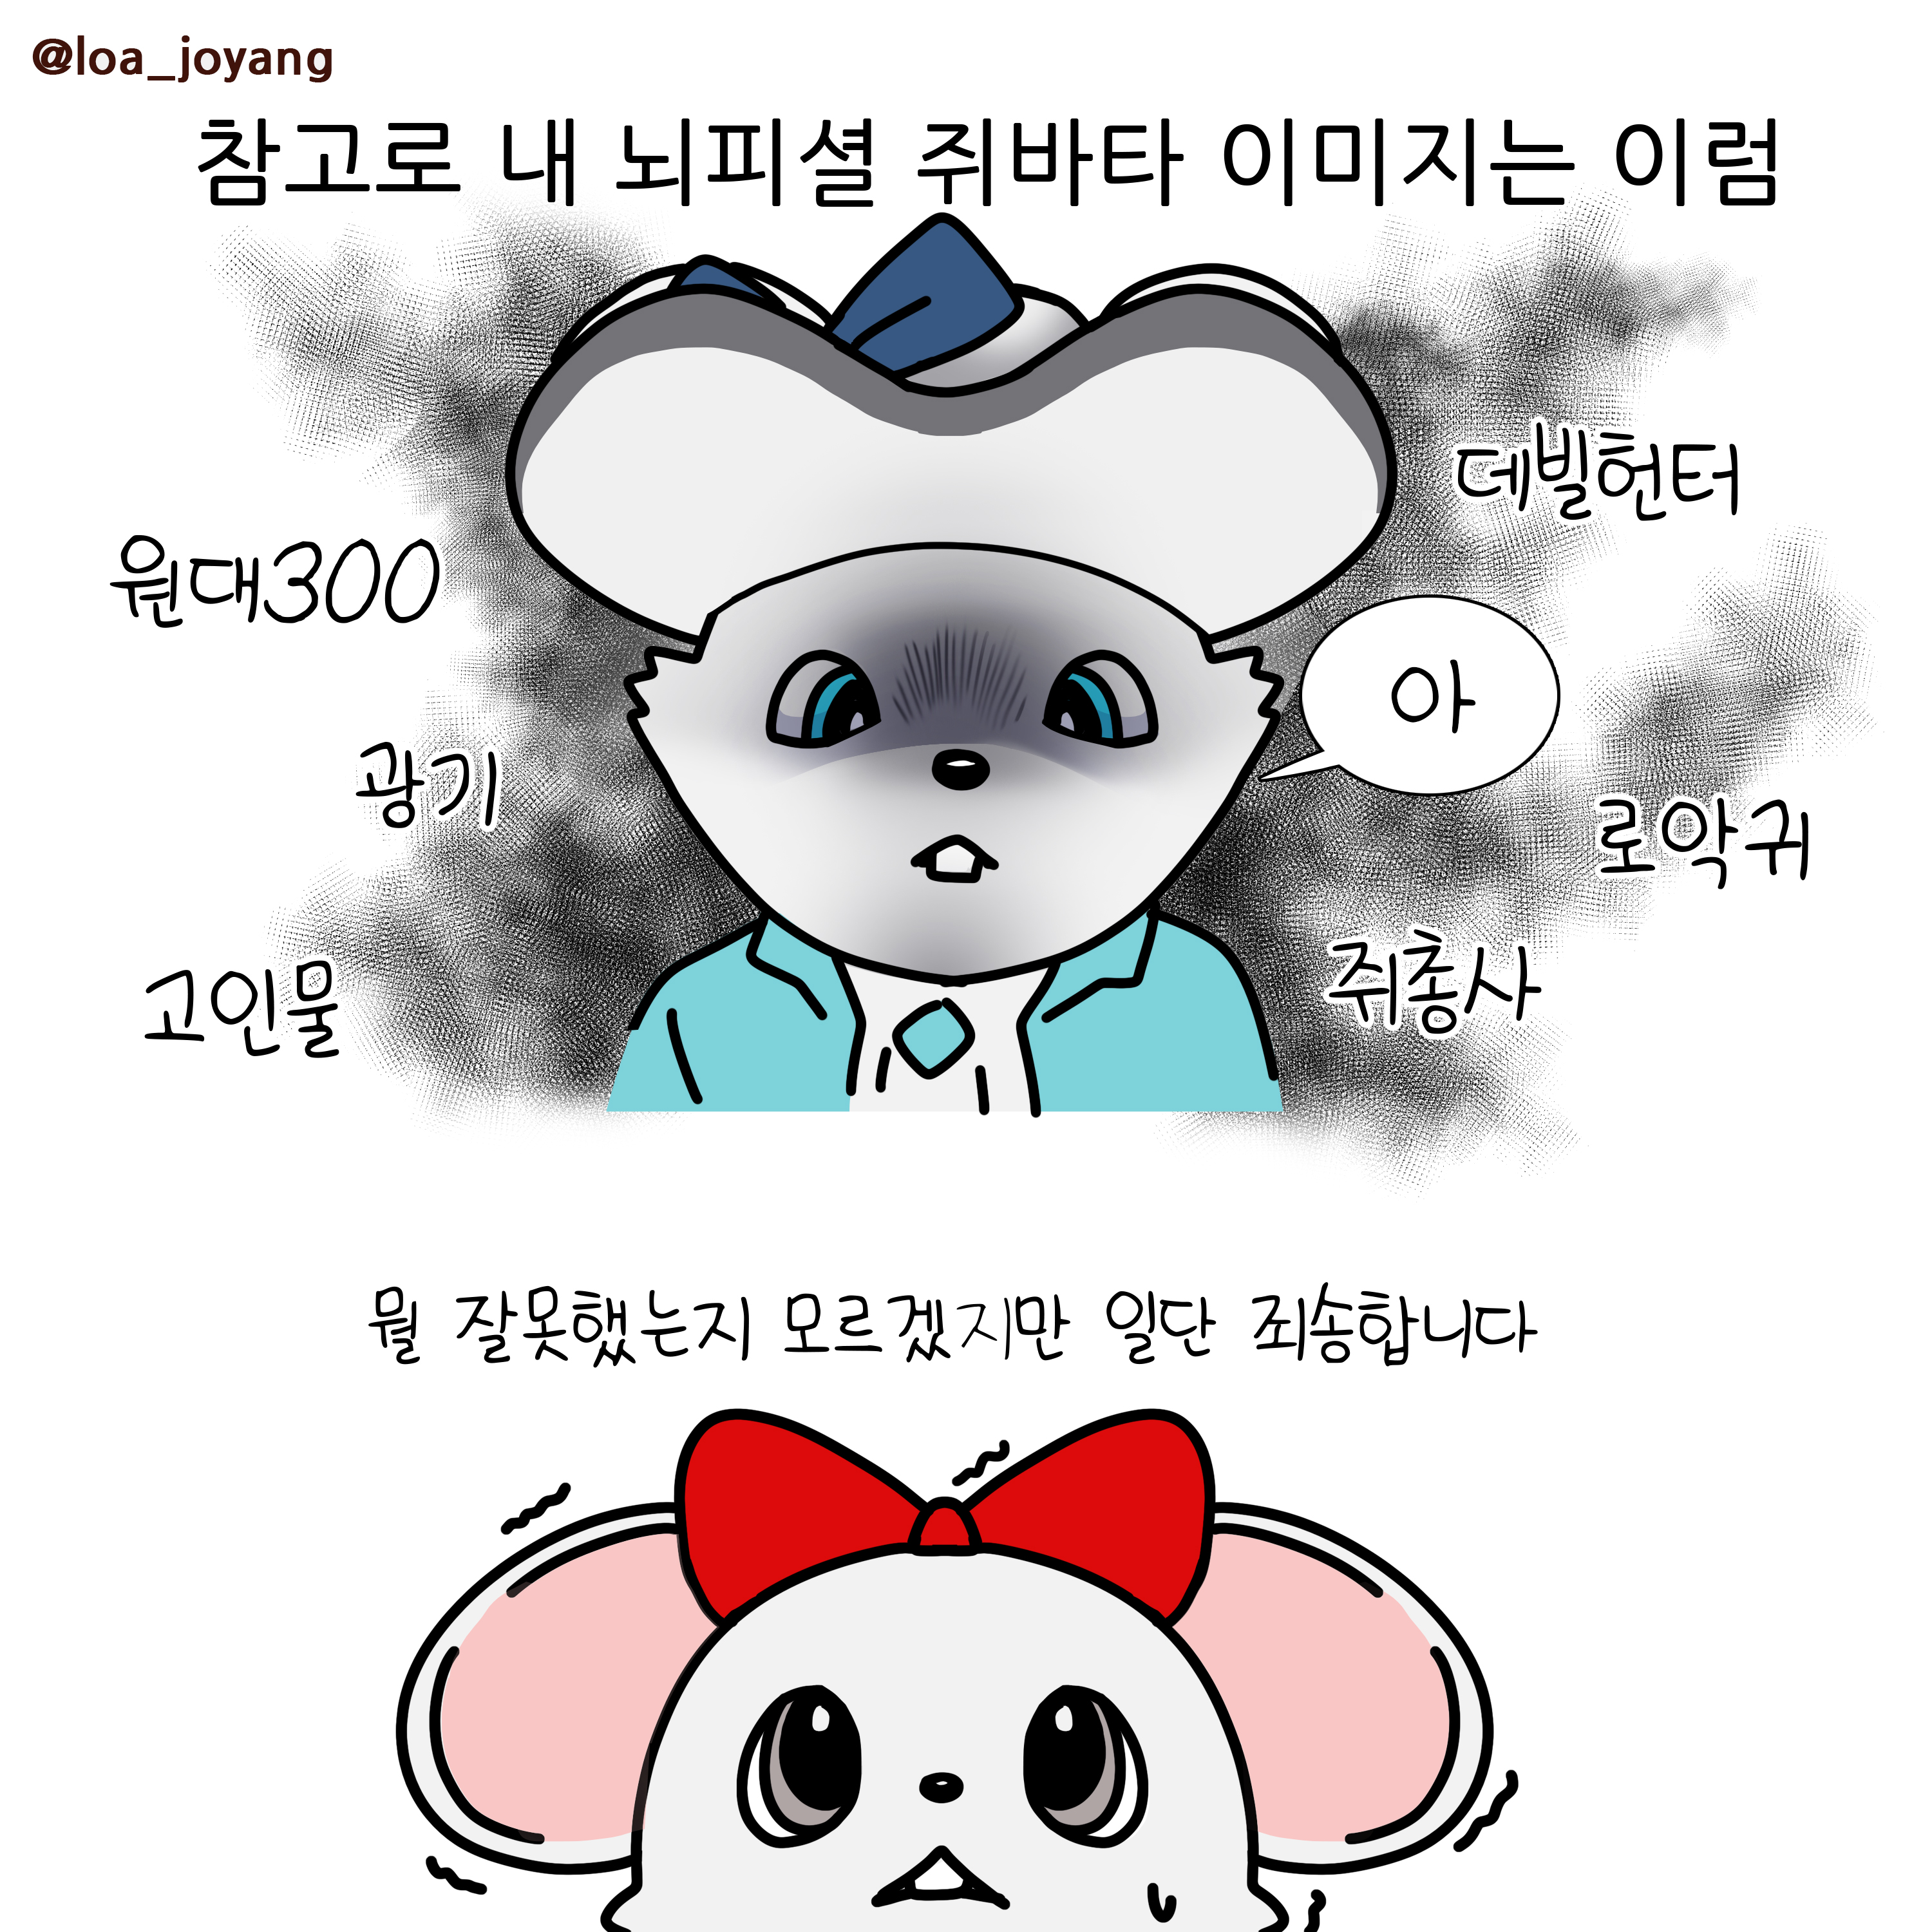 @loa_joyang
참고로 내 뇌피셜 쥐바타 이미지는 이럼
데빌헌터
원대300
아
광기
로악귀
고인물
쥐총사
뭘 잘못했는지 모르겠지만 일단 죄송합니다